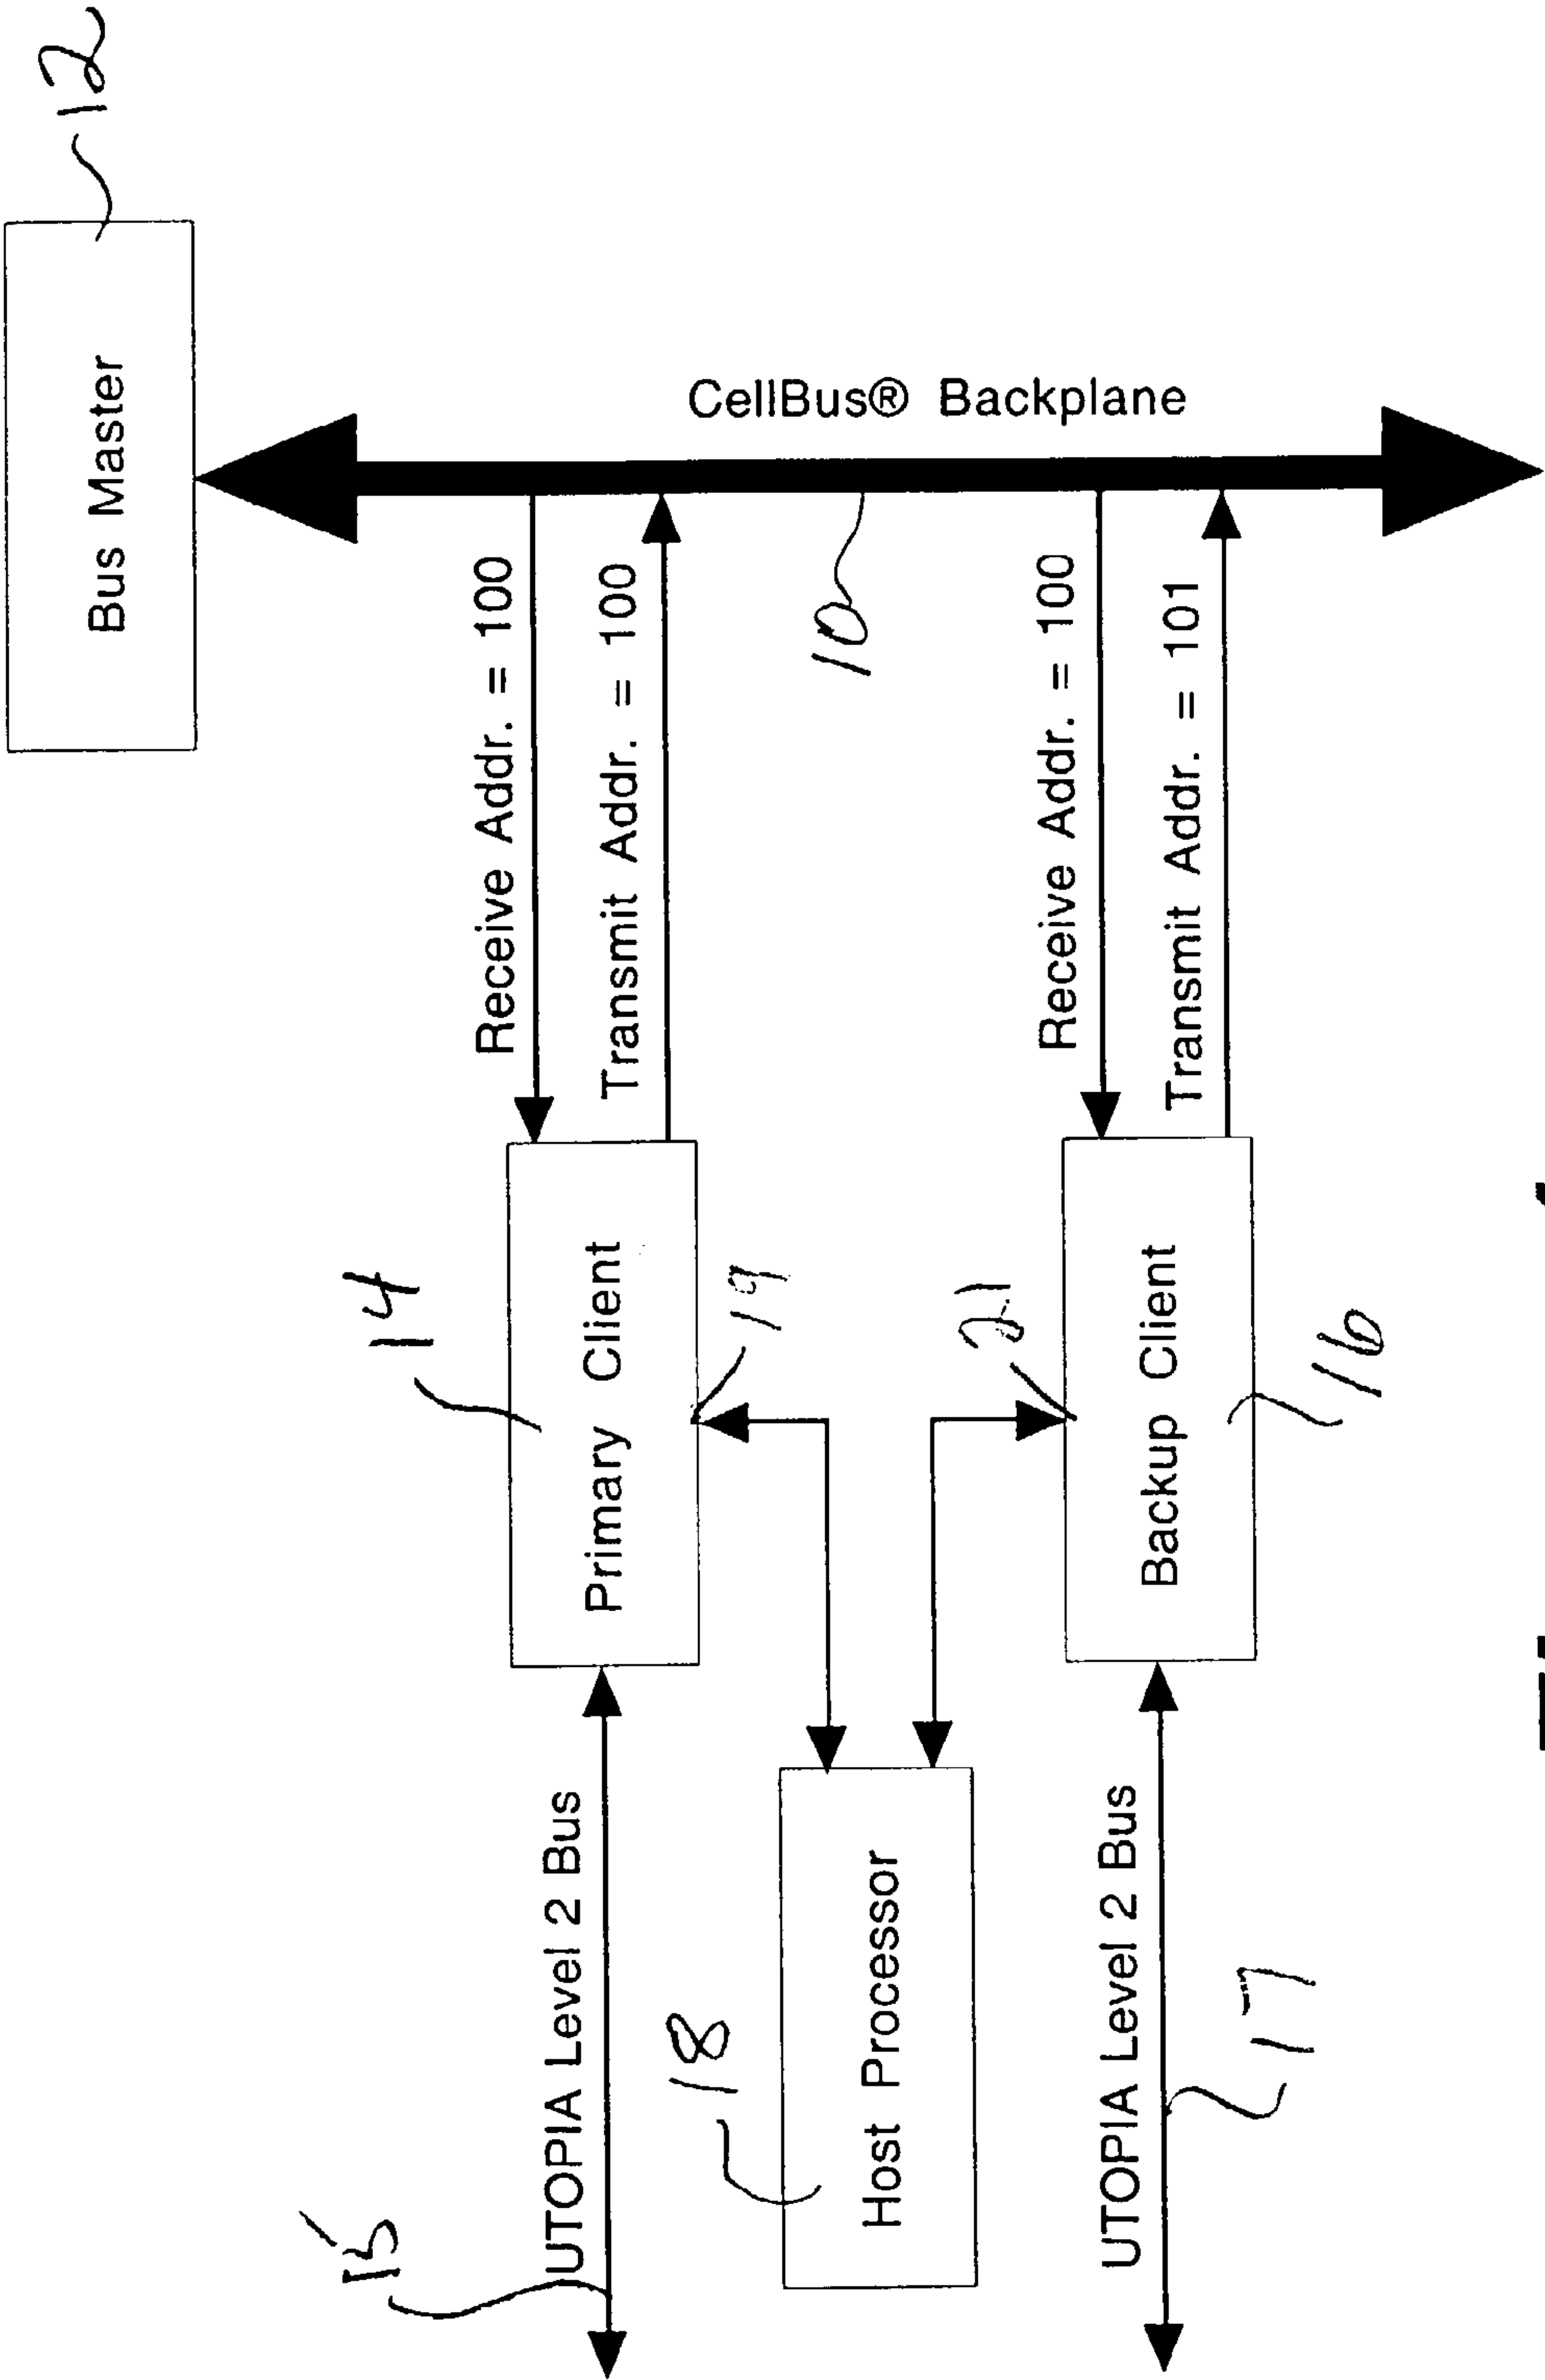 12
Bus Master
CellBus® Backplane
Receive Addr. = 100
Transmit Addr. = 100
10
Receive Addr. = 100
Transmit Addr. = 101
14
Primary Client
19
21
Backup Client
16
15
UTOPIA Level 2 Bus
18
Host Processor
UTOPIA Level 2 Bus
17